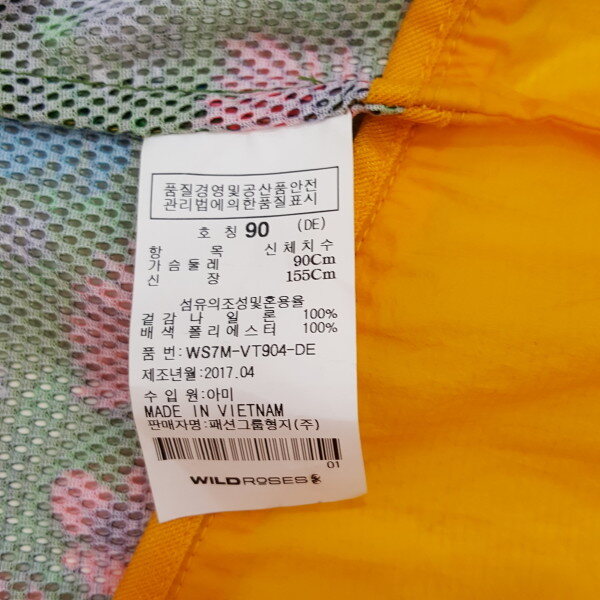 품질경영및공산품안전
관리법에의한품질표시
호 칭 90 (DE)
항 목 신체치수
가슴둘레 90Cm
신 장 155Cm
섬유의조성및혼용율
겉감 나 일 론 100%
배색 폴리에스터 100%
품 번: WS7M-VT904-DE
제조년월:2017.04
수 입 원:아미
MADE IN VIETNAM
판매자명:패션그룹형지(주)
01
WILDROSES